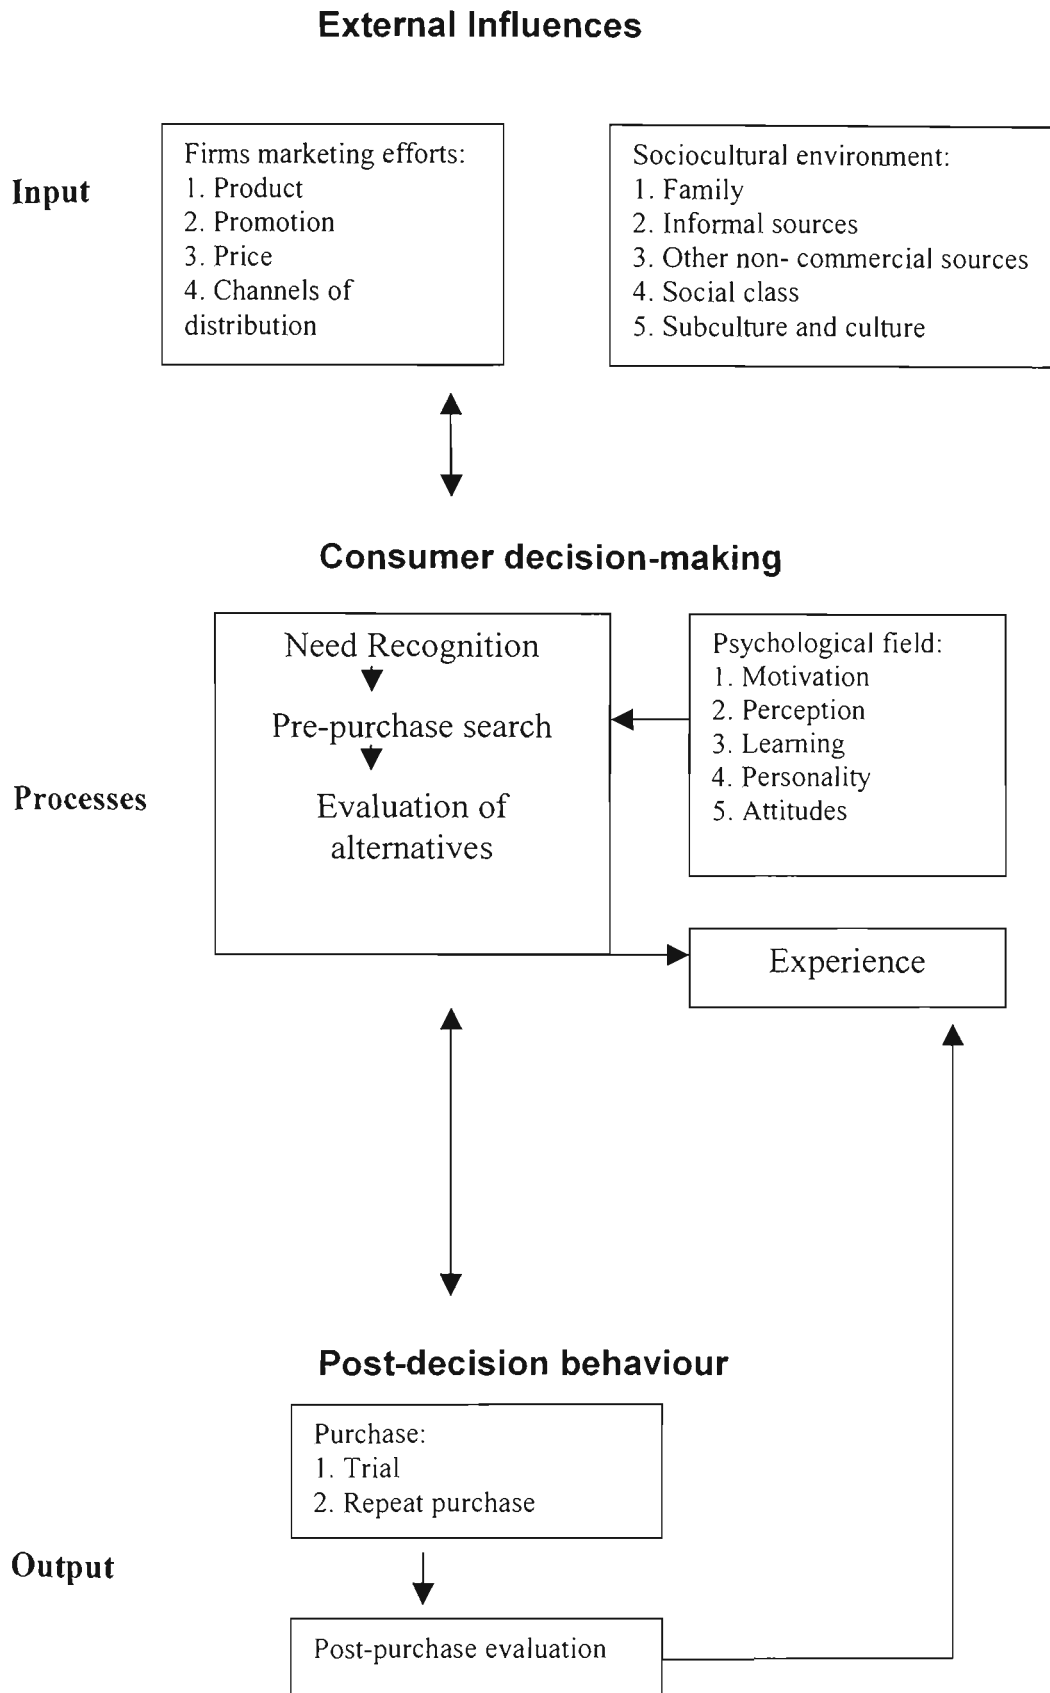 External Influences
Input
Firms marketing efforts:
1. Product
2. Promotion
3. Price
4. Channels of
distribution
Sociocultural environment:
1. Family
2. Informal sources
3. Other non- commercial sources
4. Social class
5. Subculture and culture
Consumer decision-making
Processes
Need Recognition
Pre-purchase search
Evaluation of
alternatives
Psychological field:
1. Motivation
2. Perception
3. Learning
4. Personality
5. Attitudes
Experience
Post-decision behaviour
Output
Purchase:
1. Trial
2. Repeat purchase
Post-purchase evaluation